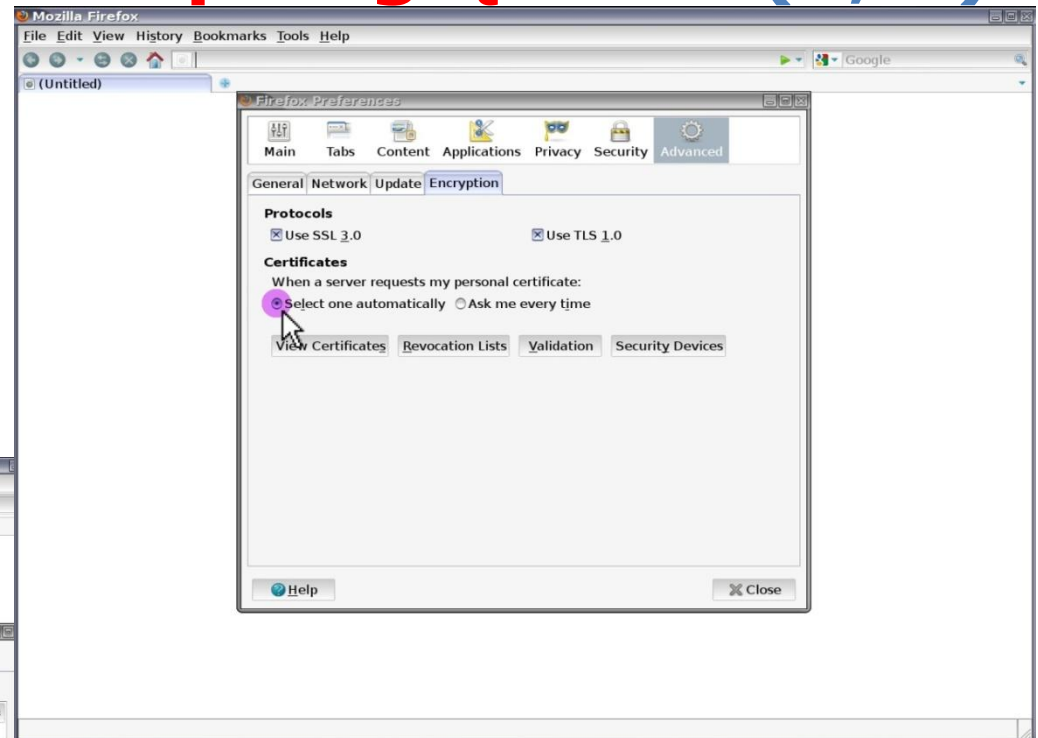 Mozilla Firefox
File Edit View History Bookmarks Tools Help
Google
(Untitled)
Firefox Preferences
Main Tabs Content Applications Privacy Security Advanced
General Network Update Encryption
Protocols
Use SSL 3.0 Use TLS 1.0
Certificates
When a server requests my personal certificate:
Select one automatically Ask me every time
View Certificates Revocation Lists Validation Security Devices
Help Close